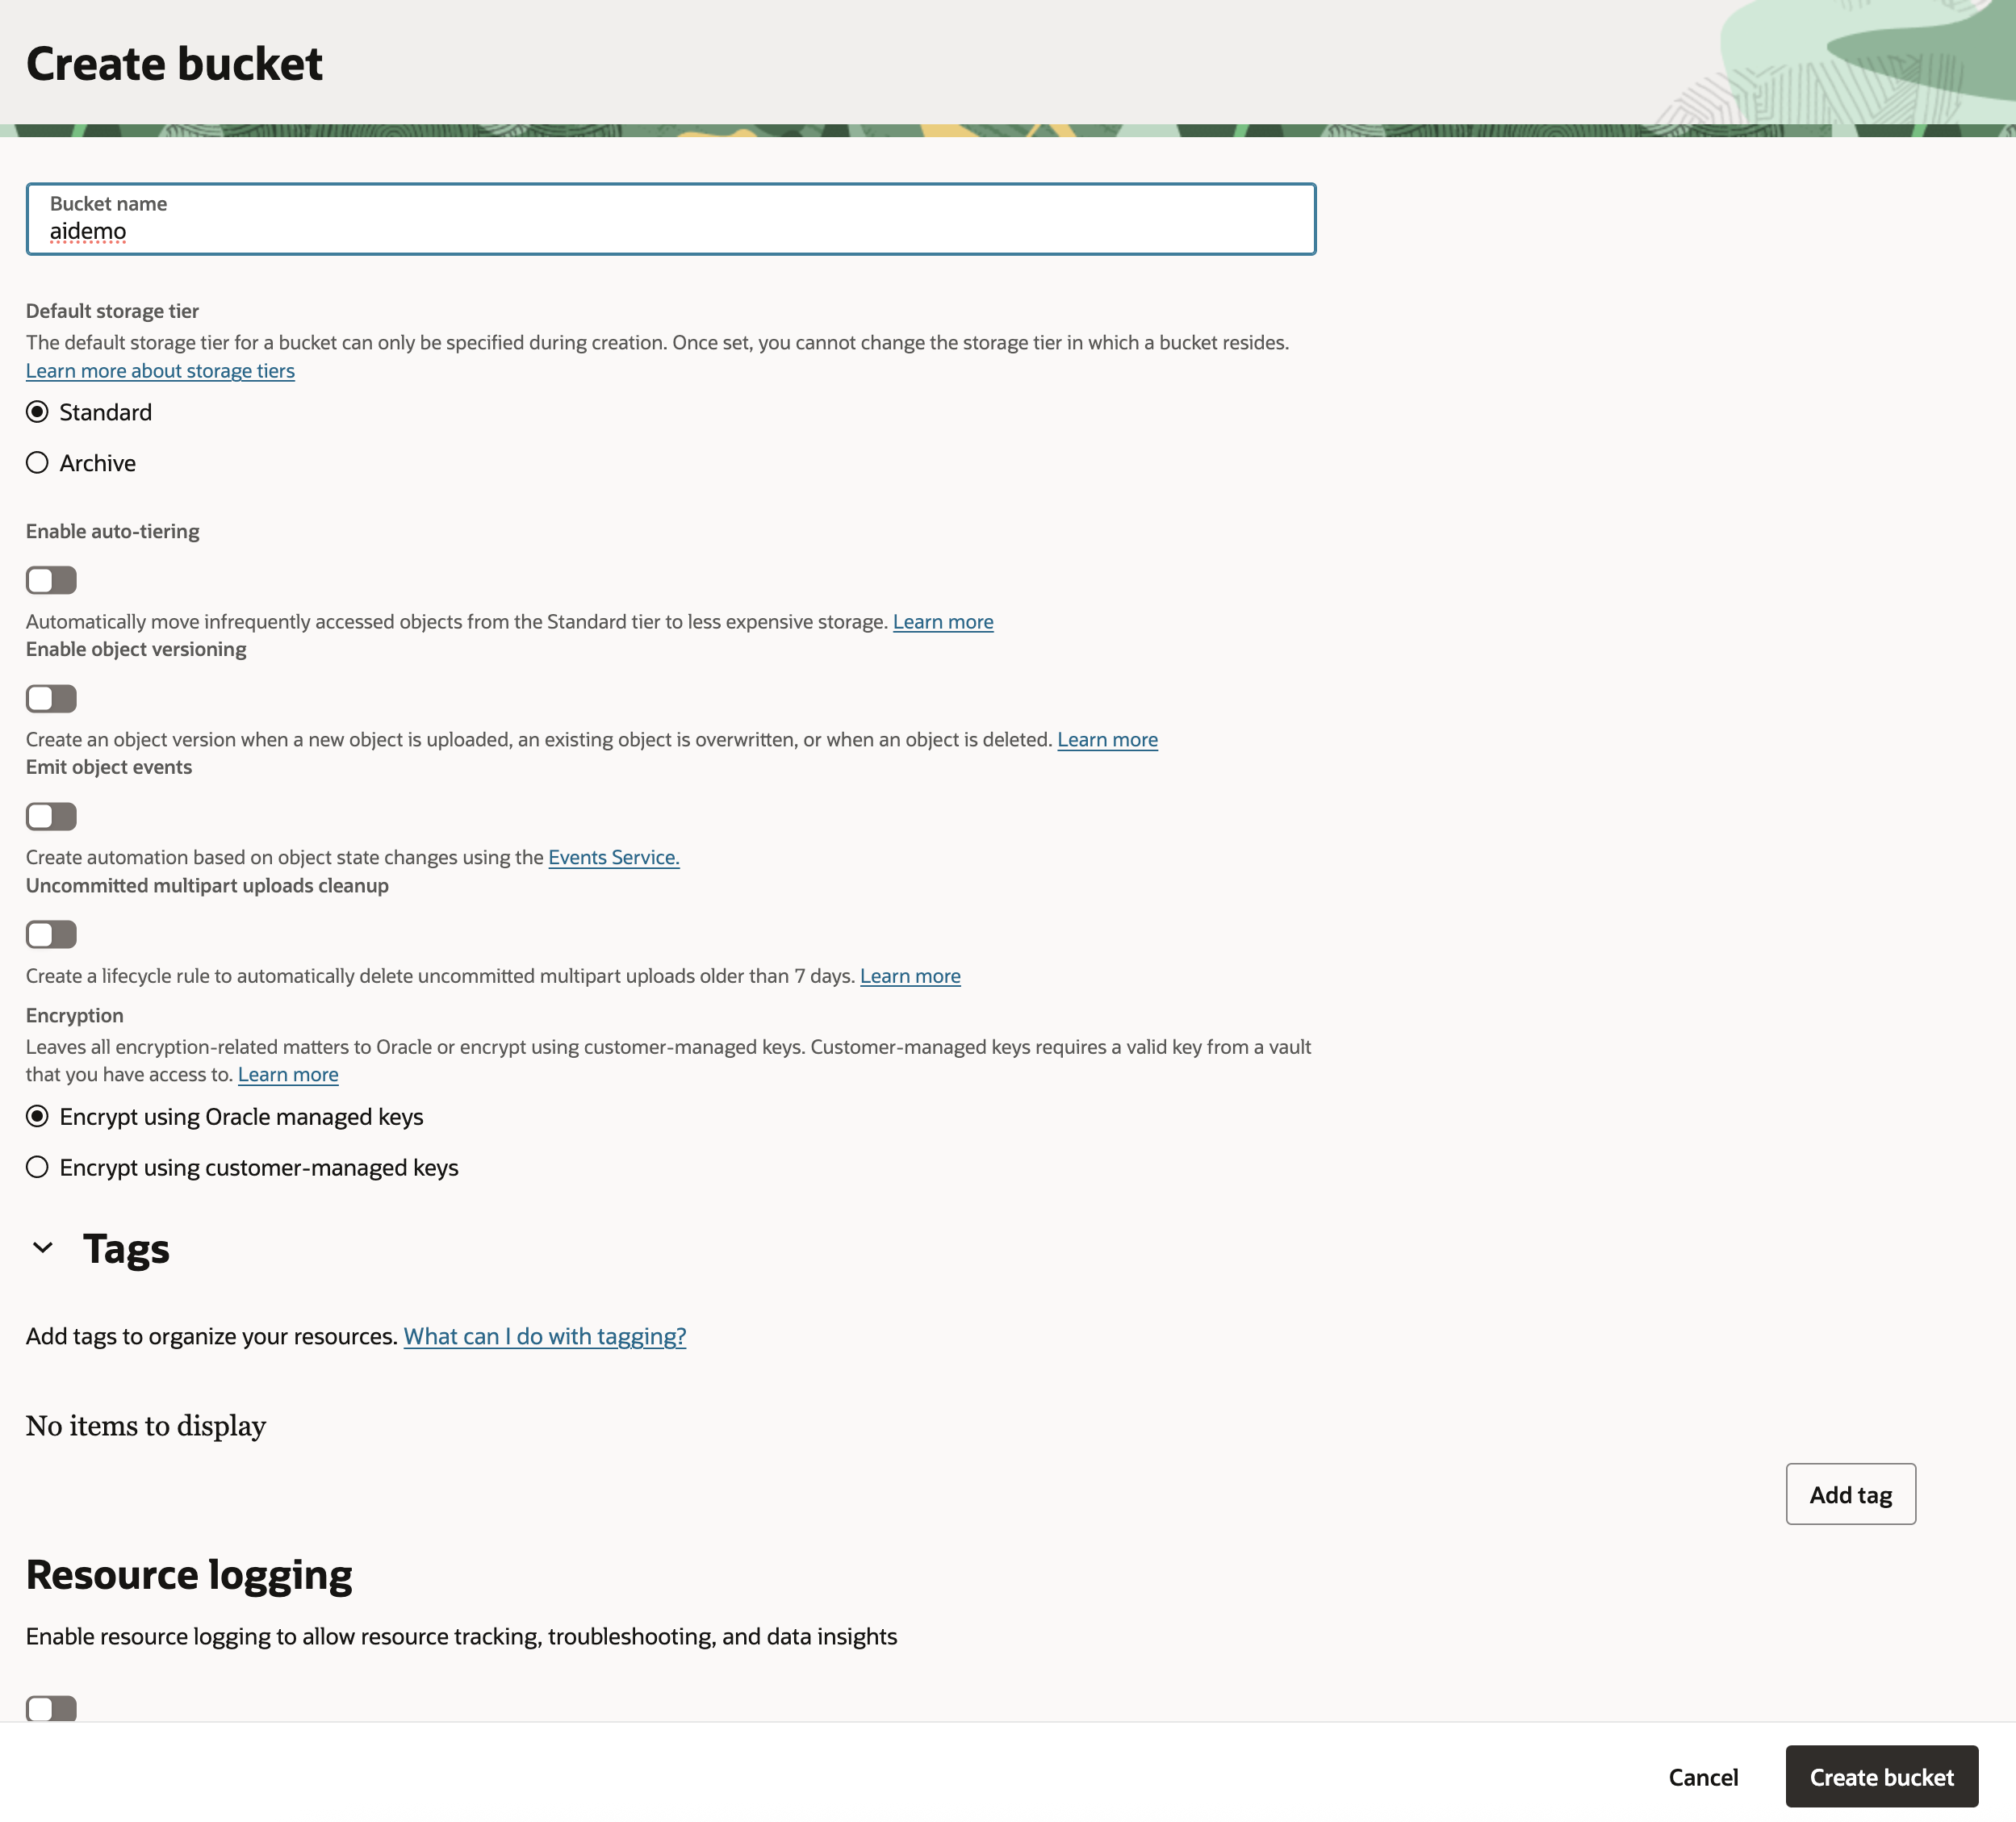 Create bucket
Bucket name
aidemo
Default storage tier
The default storage tier for a bucket can only be specified during creation. Once set, you cannot change the storage tier in which a bucket resides.
Learn more about storage tiers
Standard
Archive
Enable auto-tiering
Automatically move infrequently accessed objects from the Standard tier to less expensive storage. Learn more
Enable object versioning
Create an object version when a new object is uploaded, an existing object is overwritten, or when an object is deleted. Learn more
Emit object events
Create automation based on object state changes using the Events Service.
Uncommitted multipart uploads cleanup
Create a lifecycle rule to automatically delete uncommitted multipart uploads older than 7 days. Learn more
Encryption
Leaves all encryption-related matters to Oracle or encrypt using customer-managed keys. Customer-managed keys requires a valid key from a vault
that you have access to. Learn more
Encrypt using Oracle managed keys
Encrypt using customer-managed keys
Tags
Add tags to organize your resources. What can I do with tagging?
No items to display
Add tag
Resource logging
Enable resource logging to allow resource tracking, troubleshooting, and data insights
Cancel
Create bucket